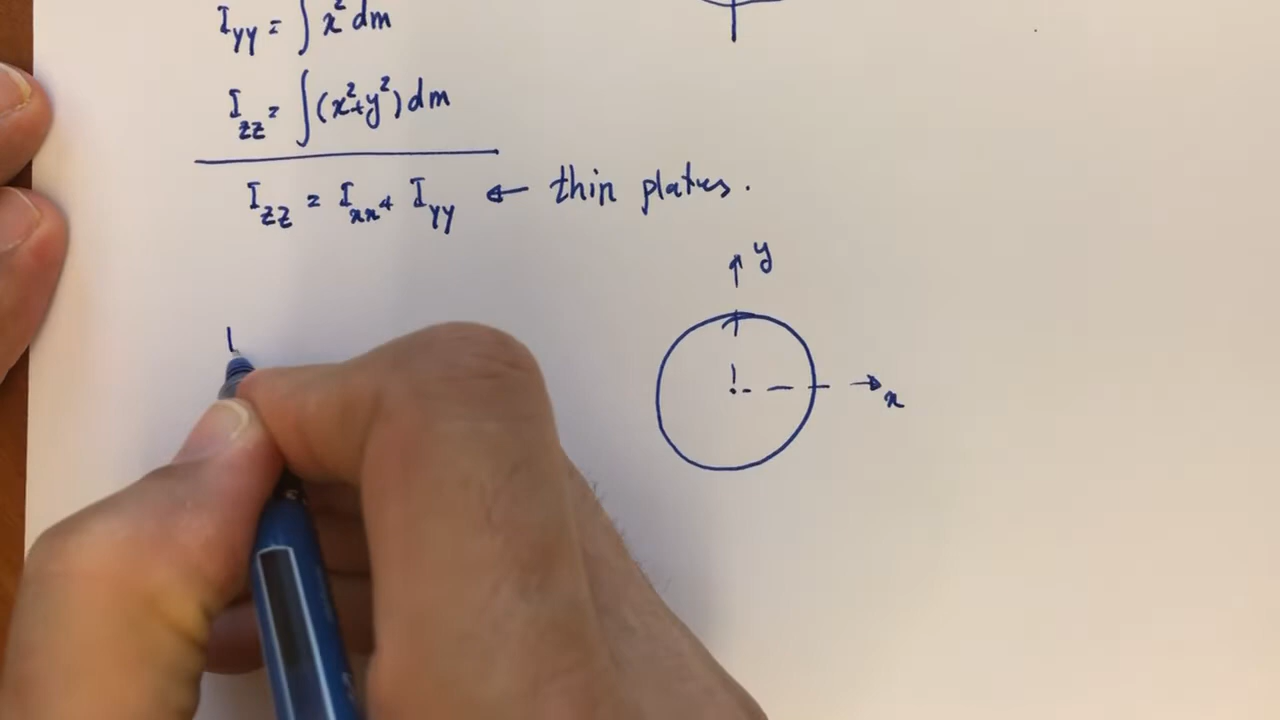 I_yy = ∫ x² dm
I_zz = ∫ (x²+y²) dm
I_zz = I_xx + I_yy ← thin plates.
y
x